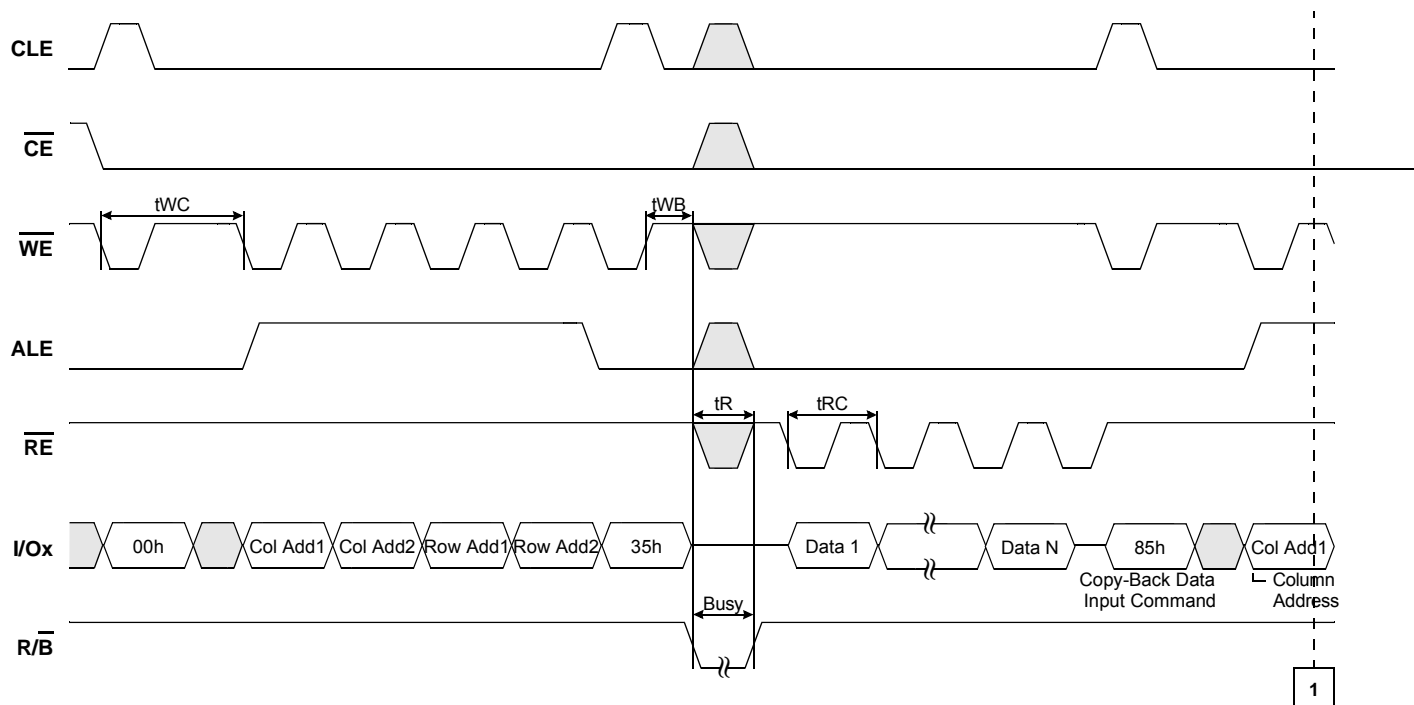 CLE
CE
tWC
tWB
WE
ALE
tR
tRC
RE
I/Ox
00h
Col Add1
Col Add2
Row Add1
Row Add2
35h
Data 1
Data N
85h
Col Add1
Copy-Back Data
Input Command
Column
Address
Busy
R/B
1